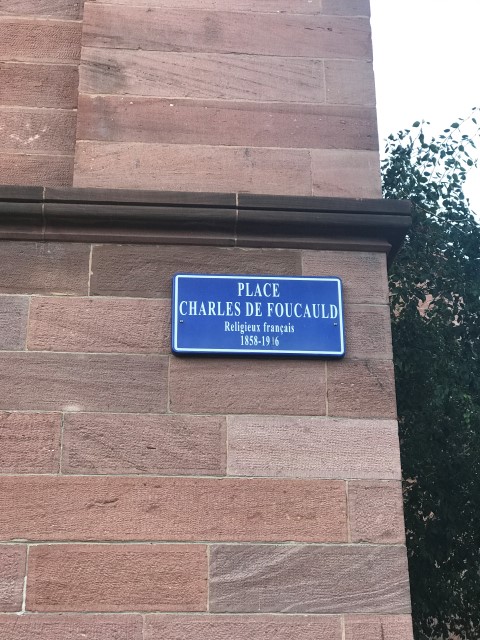 PLACE
CHARLES DE FOUCAULD
Religieux français
1858-1916